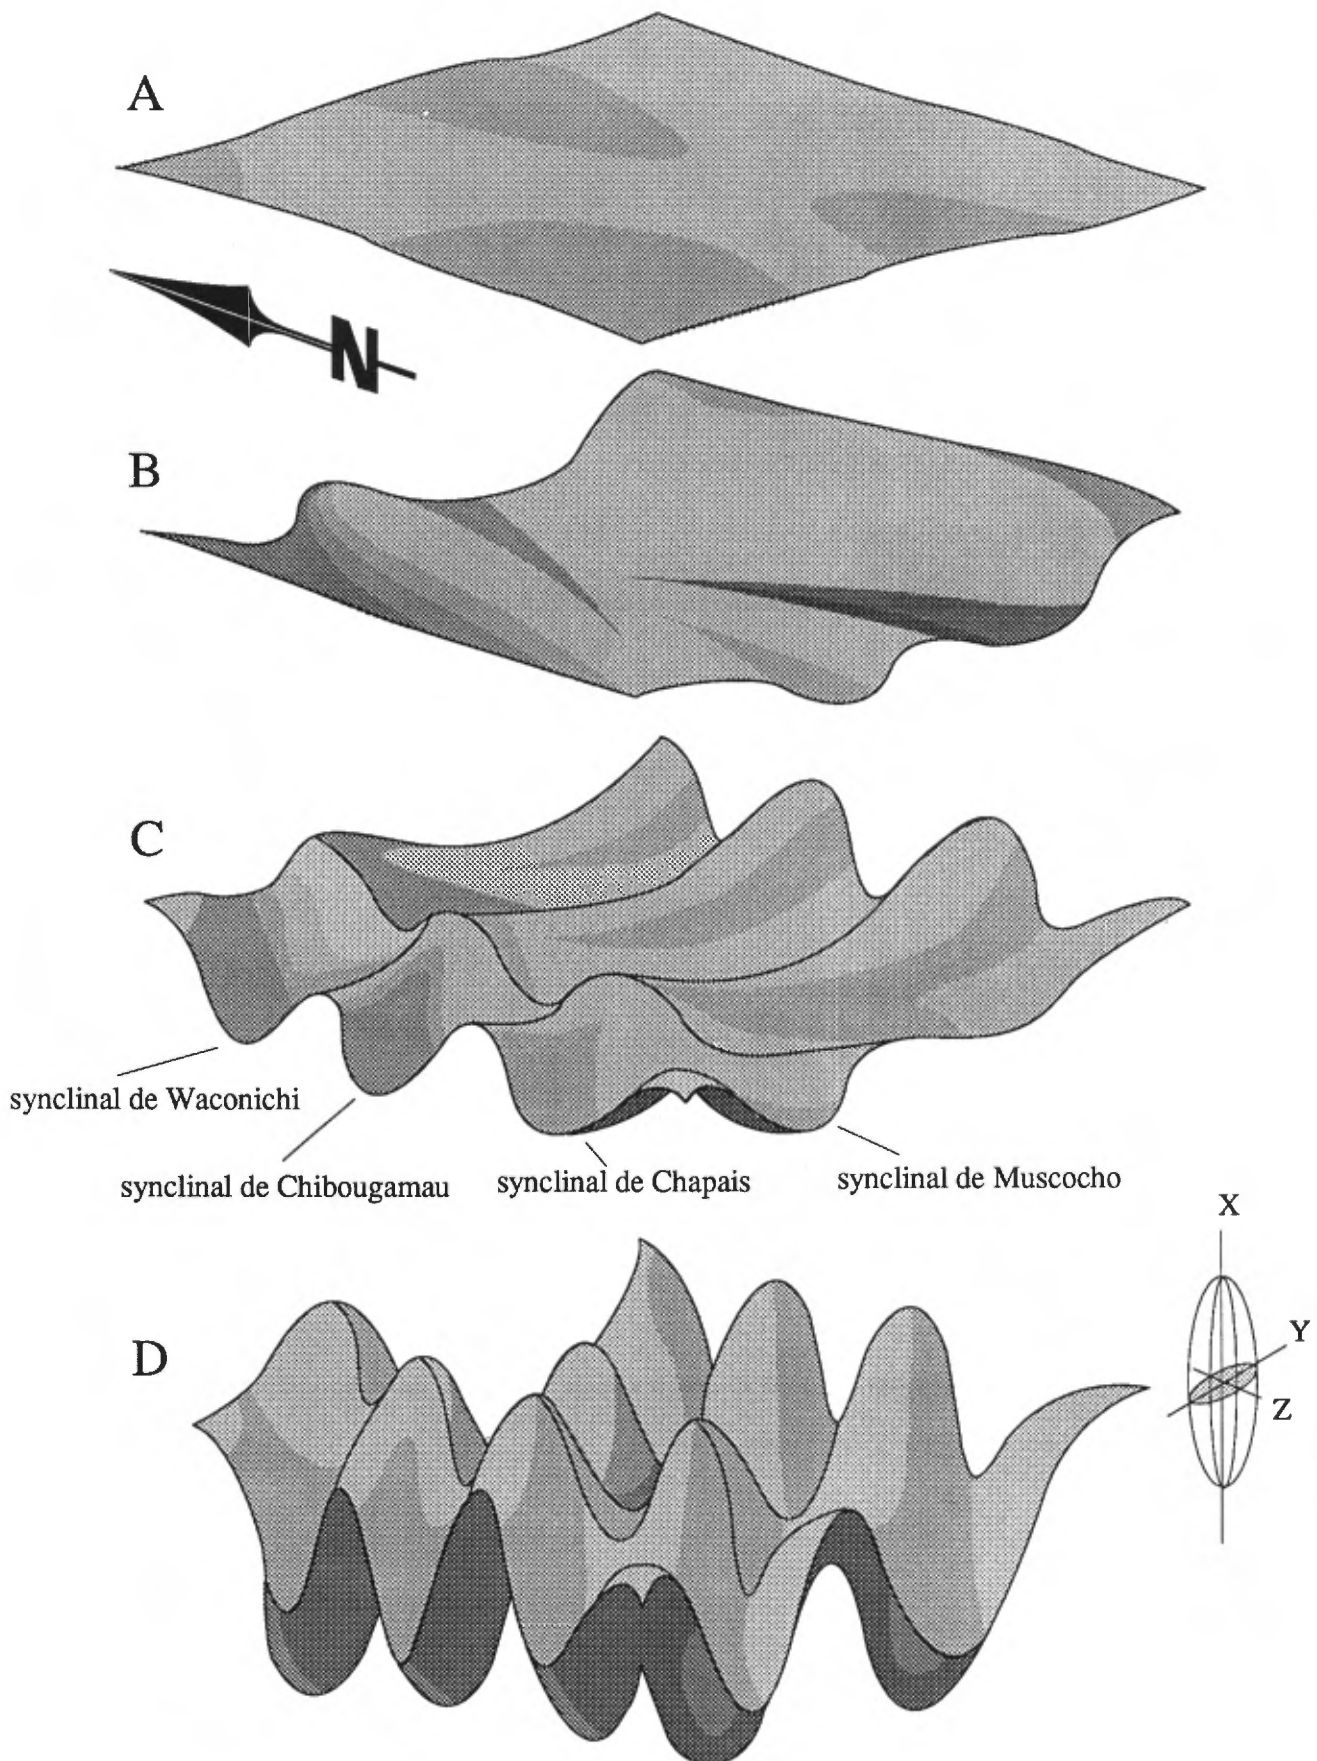 A
N
B
C
synclinal de Waconichi
synclinal de Chibougamau
synclinal de Chapais
synclinal de Muscocho
X
D
Y
Z